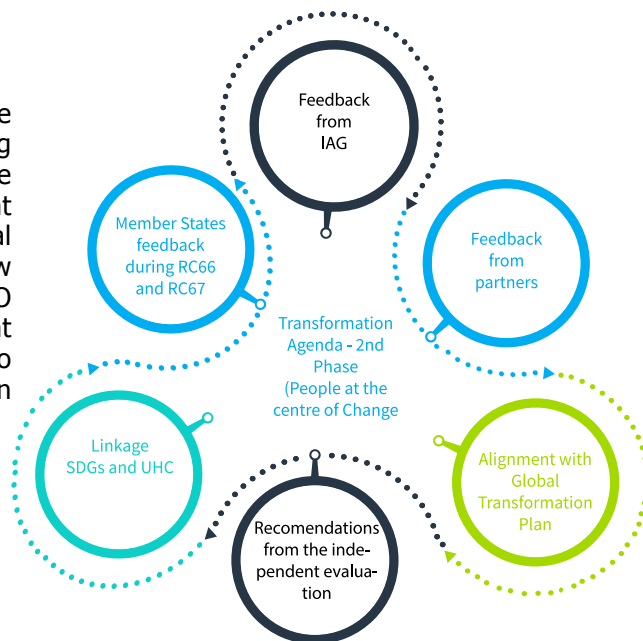 e
g
e
t
al
w
O
t
o
n
Feedback
from
IAG
Member States
feedback
during RC66
and RC67
Feedback
from
partners
Transformation
Agenda - 2nd
Phase
(People at the
centre of Change
Linkage
SDGs and UHC
Alignment with
Global
Transformation
Plan
Recomendations
from the inde-
pendent evalua-
tion